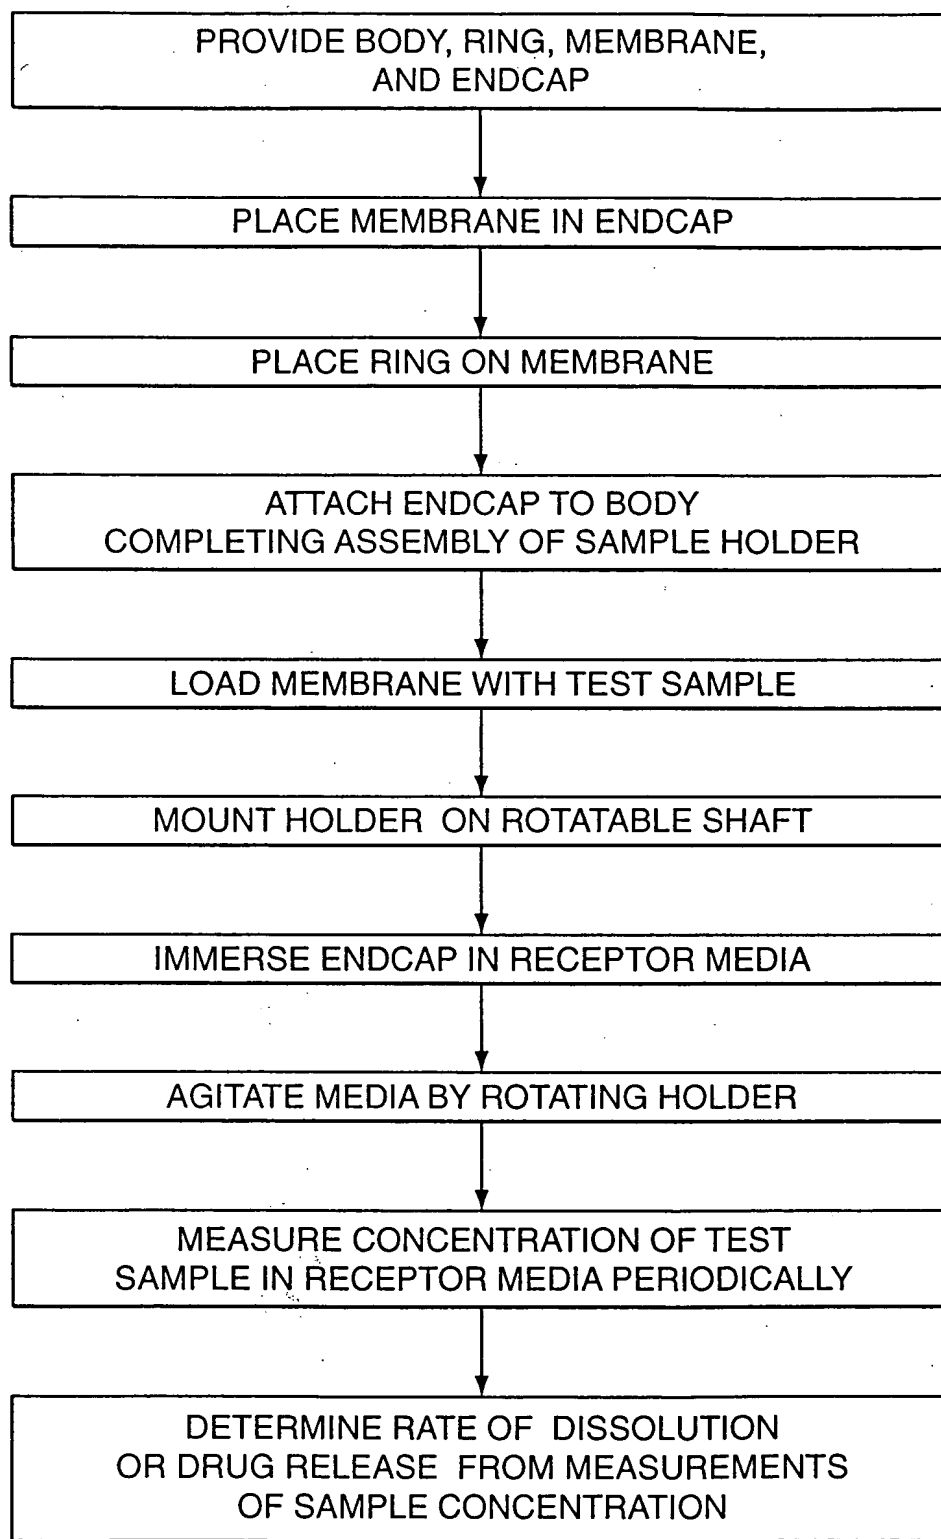 PROVIDE BODY, RING, MEMBRANE,
AND ENDCAP
PLACE MEMBRANE IN ENDCAP
PLACE RING ON MEMBRANE
ATTACH ENDCAP TO BODY
COMPLETING ASSEMBLY OF SAMPLE HOLDER
LOAD MEMBRANE WITH TEST SAMPLE
MOUNT HOLDER ON ROTATABLE SHAFT
IMMERSE ENDCAP IN RECEPTOR MEDIA
AGITATE MEDIA BY ROTATING HOLDER
MEASURE CONCENTRATION OF TEST
SAMPLE IN RECEPTOR MEDIA PERIODICALLY
DETERMINE RATE OF DISSOLUTION
OR DRUG RELEASE FROM MEASUREMENTS
OF SAMPLE CONCENTRATION